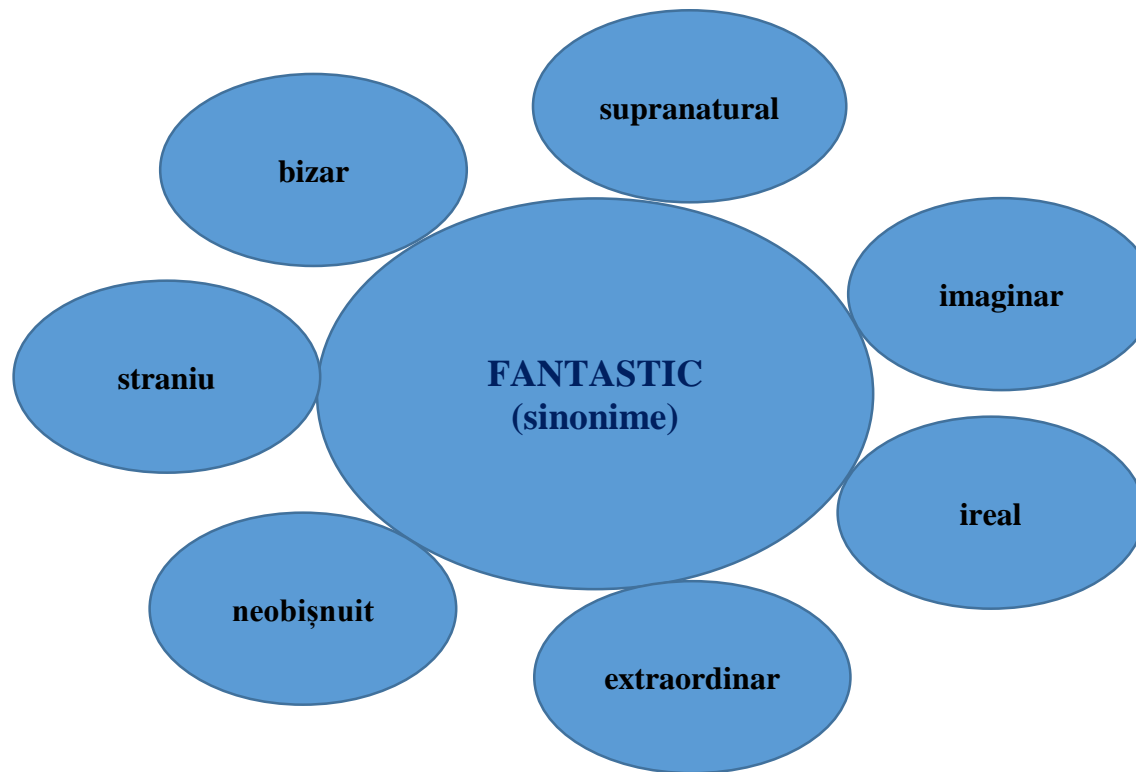 supranatural
bizar
imaginar
straniu
FANTASTIC
(sinonime)
ireal
neobișnuit
extraordinar